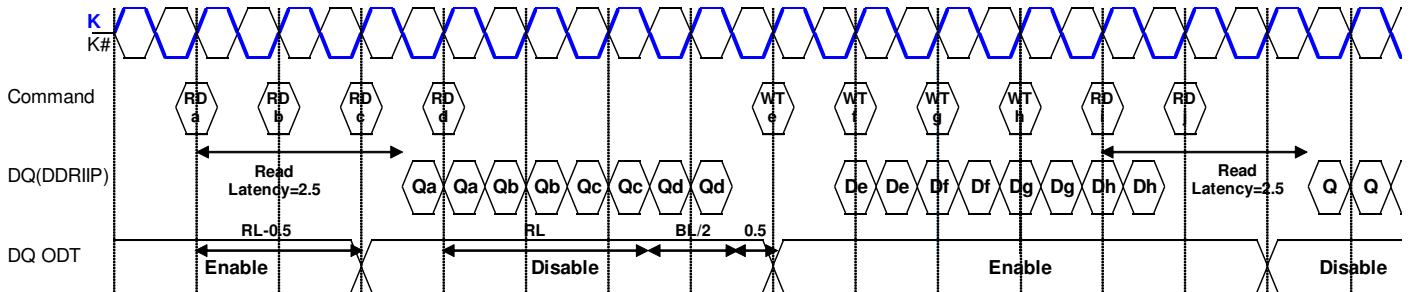 K
K#
Command
RD a RD b RD c RD d WT e WT f WT g WT h RD i RD j
DQ(DDRIIP)
Read
Latency=2.5
Qa Qa Qb Qb Qc Qc Qd Qd De De Df Df Dg Dg Dh Dh
Read
Latency=2.5
Q Q
DQ ODT
RL-0.5 RL BL/2 0.5
Enable Disable Enable Disable